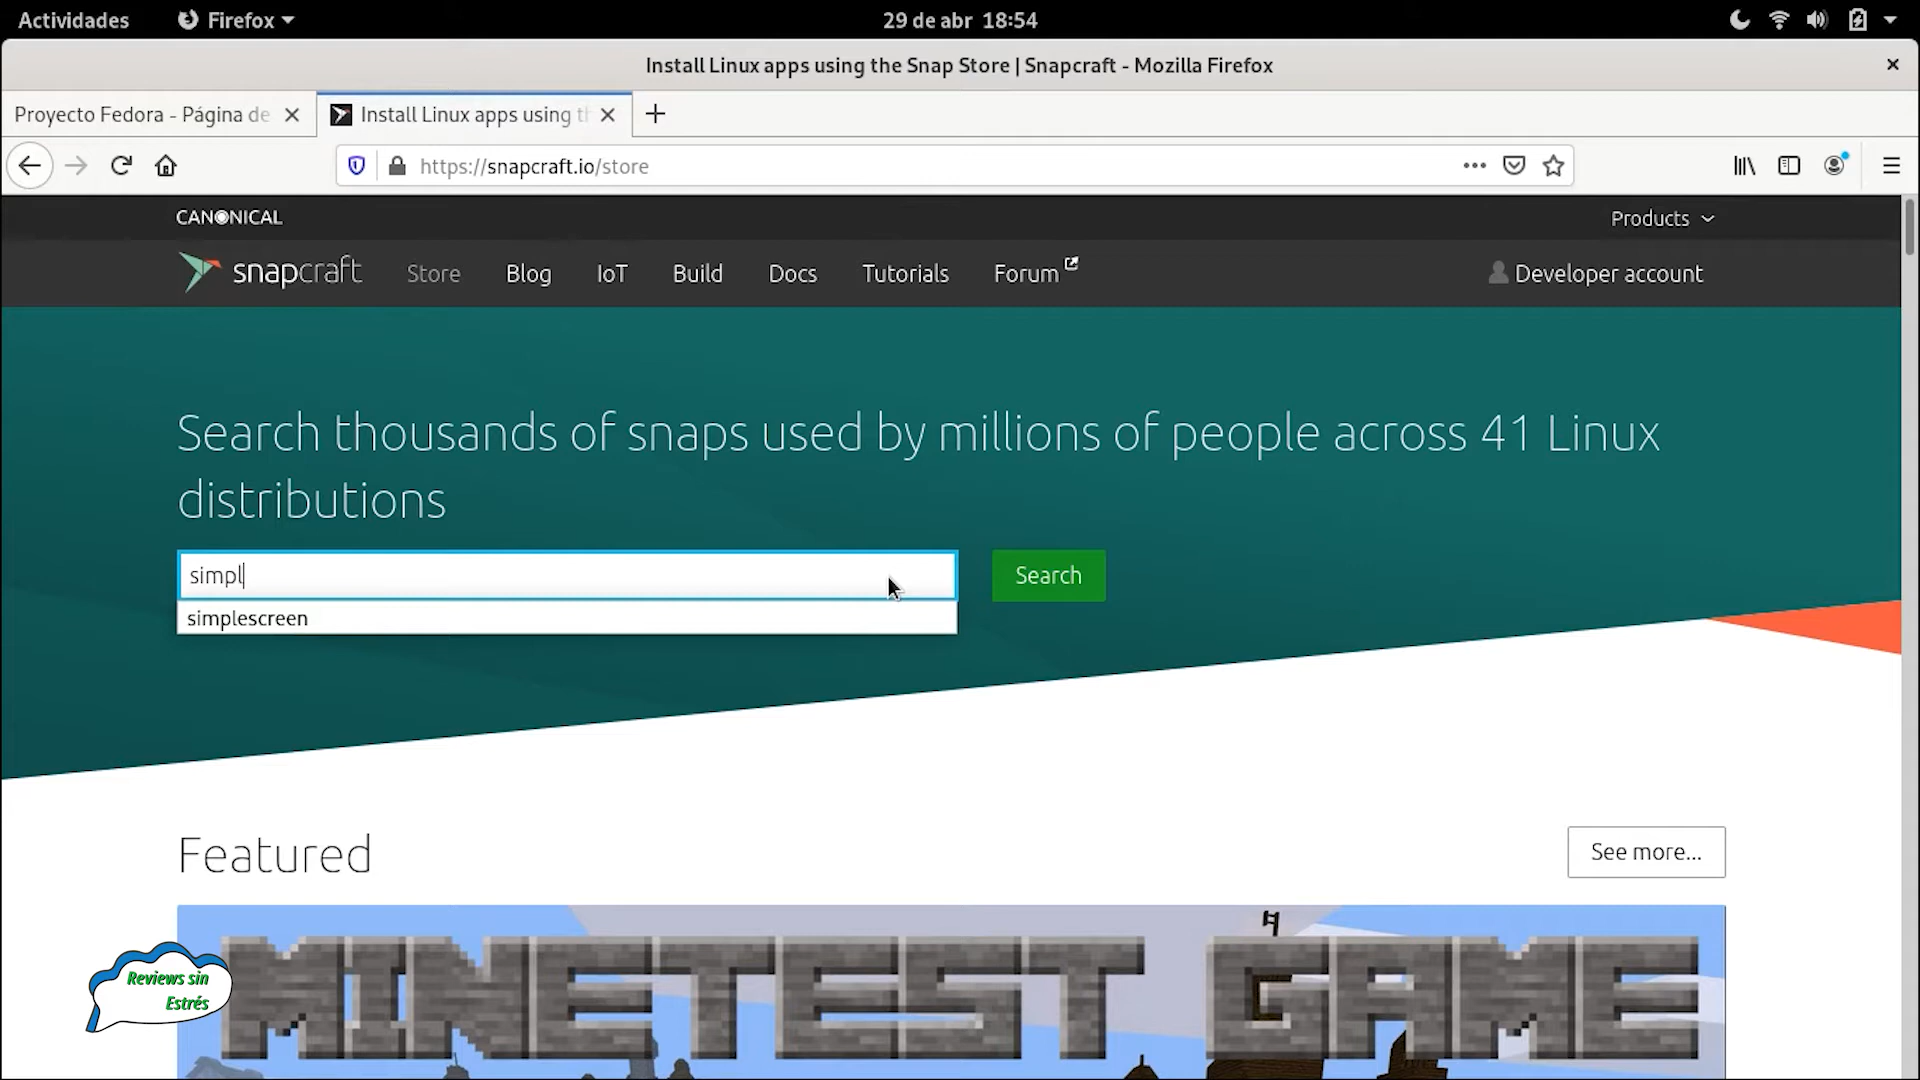 Actividades
Firefox
29 de abr 18:54
Install Linux apps using the Snap Store | Snapcraft - Mozilla Firefox
Proyecto Fedora - Página de
Install Linux apps using th
https://snapcraft.io/store
CANONICAL
Products
snapcraft
Store
Blog
IoT
Build
Docs
Tutorials
Forum
Developer account
Search thousands of snaps used by millions of people across 41 Linux
distributions
simpl
Search
simplescreen
Featured
See more...
MINETEST GAME
Reviews sin
Estrés